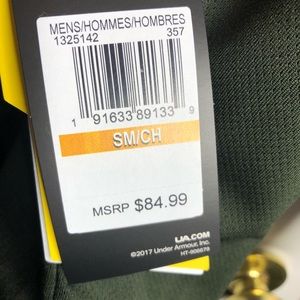 MENS/HOMMES/HOMBRES
1325142 357
1 91633 89133 9
SM/CH
MSRP $84.99
UA.COM
©2017 Under Armour, Inc.